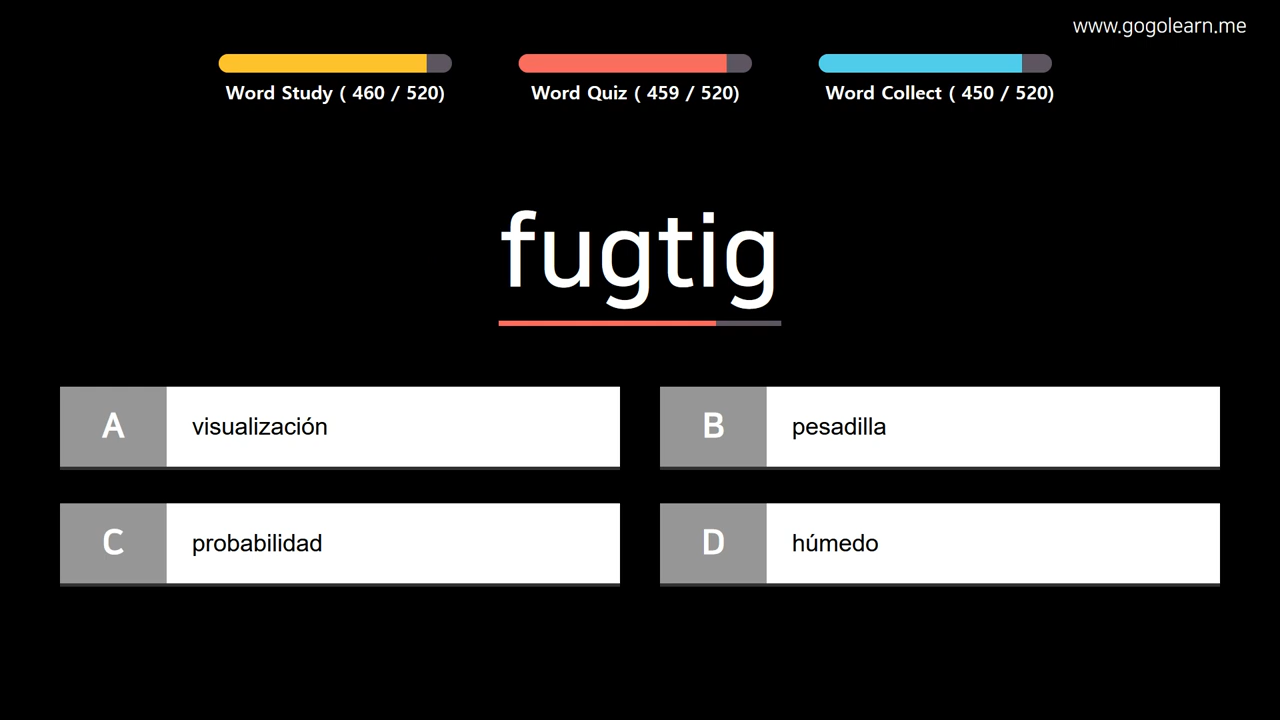 www.gogolearn.me
Word Study ( 460 / 520)
Word Quiz ( 459 / 520)
Word Collect ( 450 / 520)
fugtig
A visualización
B pesadilla
C probabilidad
D húmedo